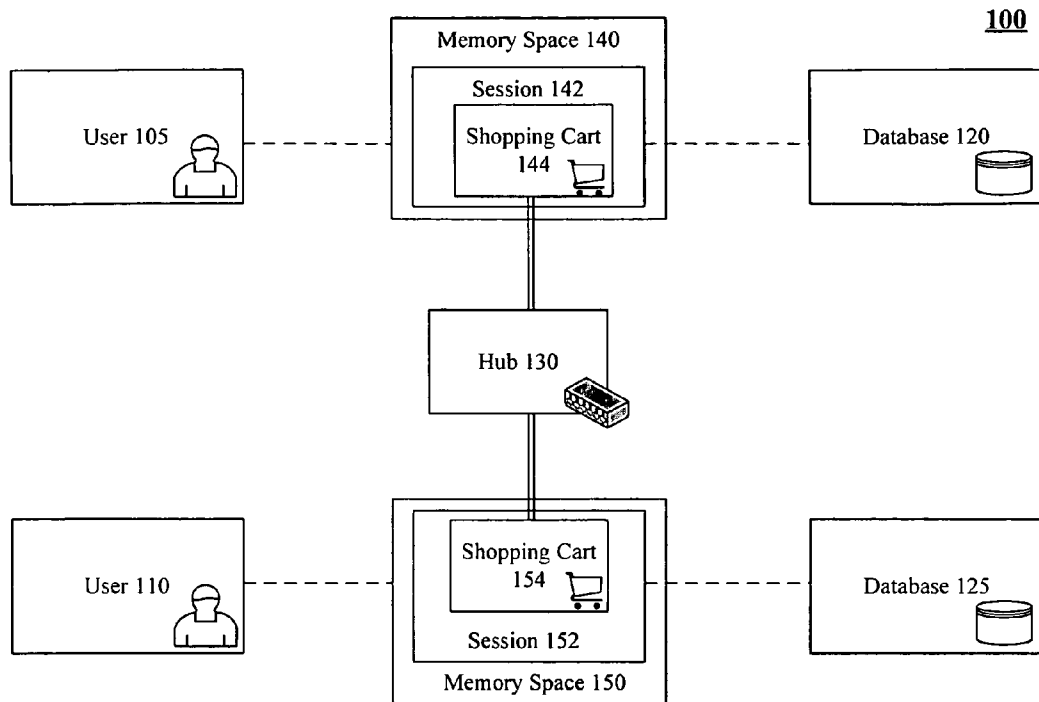 100
Memory Space 140
Session 142
Shopping Cart
144
User 105
Database 120
Hub 130
User 110
Shopping Cart
154
Session 152
Memory Space 150
Database 125